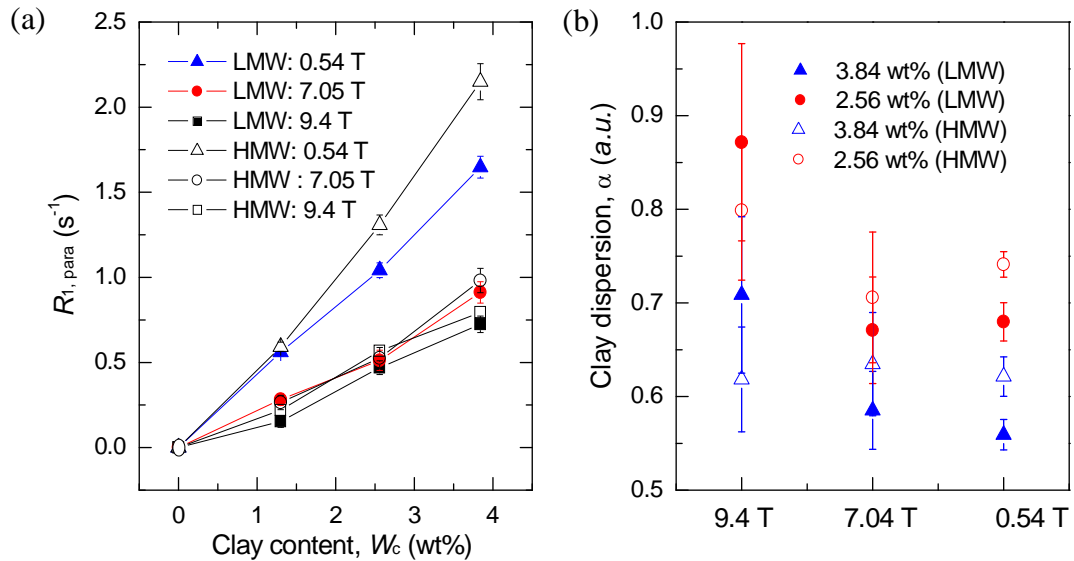 (a)
2.5
2.0
1.5
1.0
0.5
0.0
R1, para (s-1)
LMW: 0.54 T
LMW: 7.05 T
LMW: 9.4 T
HMW: 0.54 T
HMW : 7.05 T
HMW: 9.4 T
0 1 2 3 4
Clay content, Wc (wt%)
(b)
1.0
0.9
0.8
0.7
0.6
0.5
Clay dispersion, α (a.u.)
3.84 wt% (LMW)
2.56 wt% (LMW)
3.84 wt% (HMW)
2.56 wt% (HMW)
9.4 T 7.04 T 0.54 T